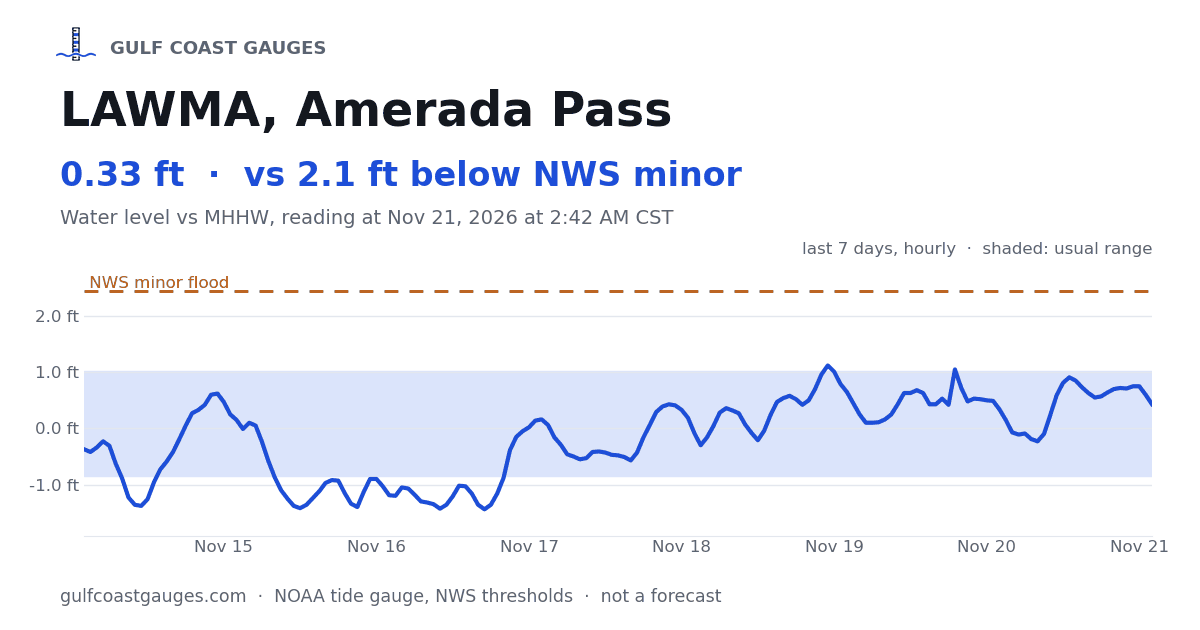 GULF COAST GAUGES
LAWMA, Amerada Pass
0.33 ft · vs 2.1 ft below NWS minor
Water level vs MHHW, reading at Nov 21, 2026 at 2:42 AM CST
last 7 days, hourly · shaded: usual range
NWS minor flood
2.0 ft
1.0 ft
0.0 ft
-1.0 ft
Nov 15 Nov 16 Nov 17 Nov 18 Nov 19 Nov 20 Nov 21
gulfcoastgauges.com · NOAA tide gauge, NWS thresholds · not a forecast